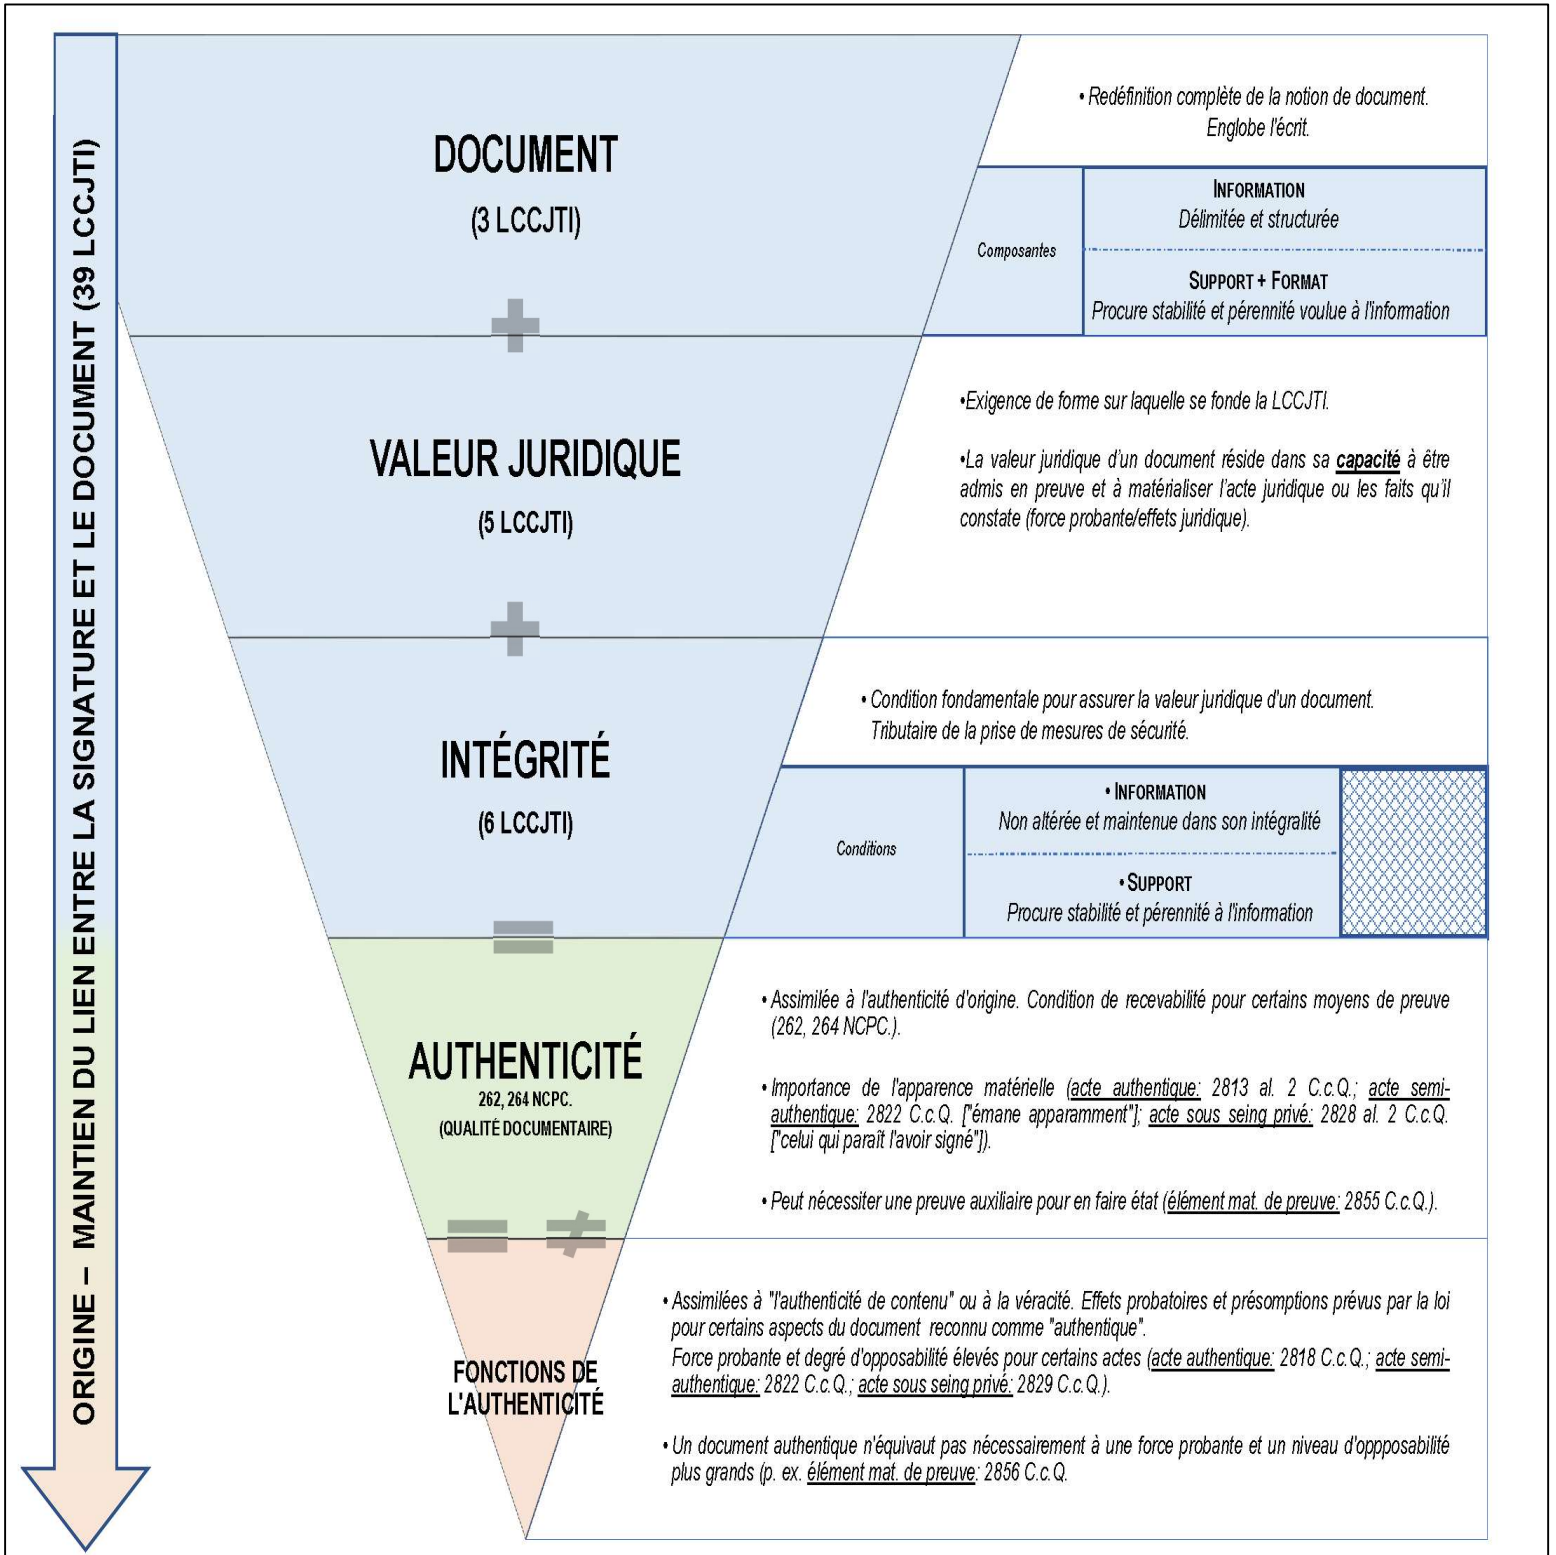 ORIGINE – MAINTIEN DU LIEN ENTRE LA SIGNATURE ET LE DOCUMENT (39 LCCJTI)
DOCUMENT
(3 LCCJTI)
• Redéfinition complète de la notion de document.
Englobe l'écrit.
Composantes
INFORMATION
Délimitée et structurée
SUPPORT + FORMAT
Procure stabilité et pérennité voulue à l'information
+
VALEUR JURIDIQUE
(5 LCCJTI)
•Exigence de forme sur laquelle se fonde la LCCJTI.
•La valeur juridique d'un document réside dans sa capacité à être
admis en preuve et à matérialiser l'acte juridique ou les faits qu'il
constate (force probante/effets juridique).
+
INTÉGRITÉ
(6 LCCJTI)
• Condition fondamentale pour assurer la valeur juridique d'un document.
Tributaire de la prise de mesures de sécurité.
Conditions
• INFORMATION
Non altérée et maintenue dans son intégralité
• SUPPORT
Procure stabilité et pérennité à l'information
=
AUTHENTICITÉ
262, 264 NCPC.
(QUALITÉ DOCUMENTAIRE)
• Assimilée à l'authenticité d'origine. Condition de recevabilité pour certains moyens de preuve
(262, 264 NCPC.).
• Importance de l'apparence matérielle (acte authentique: 2813 al. 2 C.c.Q.; acte semi-
authentique: 2822 C.c.Q. ["émane apparamment"]; acte sous seing privé: 2828 al. 2 C.c.Q.
["celui qui paraît l'avoir signé"]).
• Peut nécessiter une preuve auxiliaire pour en faire état (élément mat. de preuve: 2855 C.c.Q.).
= ≠
FONCTIONS DE
L'AUTHENTICITÉ
• Assimilées à "l'authenticité de contenu" ou à la véracité. Effets probatoires et présomptions prévus par la loi
pour certains aspects du document reconnu comme "authentique".
Force probante et degré d'opposabilité élevés pour certains actes (acte authentique: 2818 C.c.Q.; acte semi-
authentique: 2822 C.c.Q.; acte sous seing privé: 2829 C.c.Q.).
• Un document authentique n'équivaut pas nécessairement à une force probante et un niveau d'oppposabilité
plus grands (p. ex. élément mat. de preuve: 2856 C.c.Q.